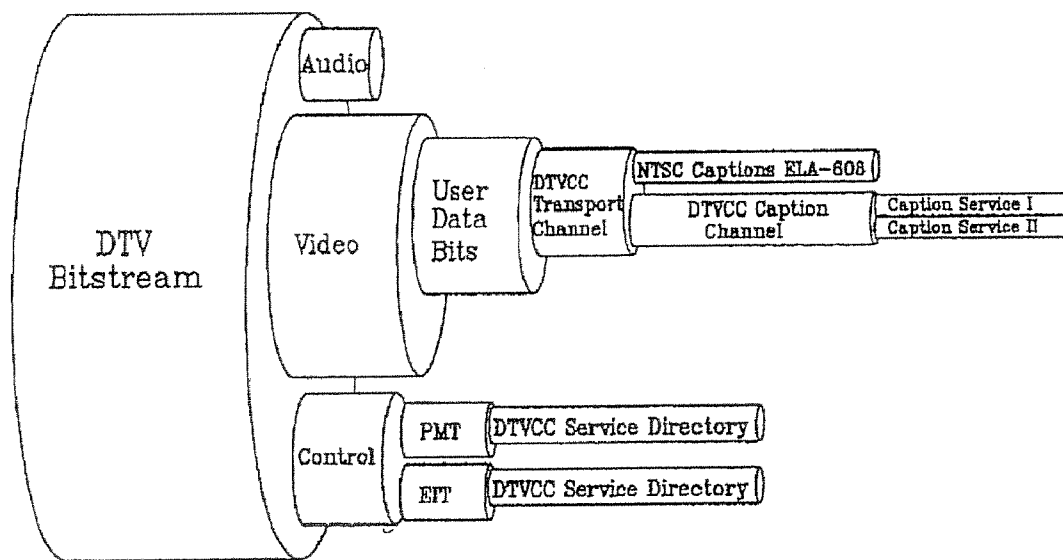 Audio
DTV
Bitstream
Video
User
Data
Bits
DTVCC
Transport
Channel
NTSC Captions ELA-608
DTVCC Caption
Channel
Caption Service I
Caption Service II
Control
PMT
DTVCC Service Directory
EIT
DTVCC Service Directory